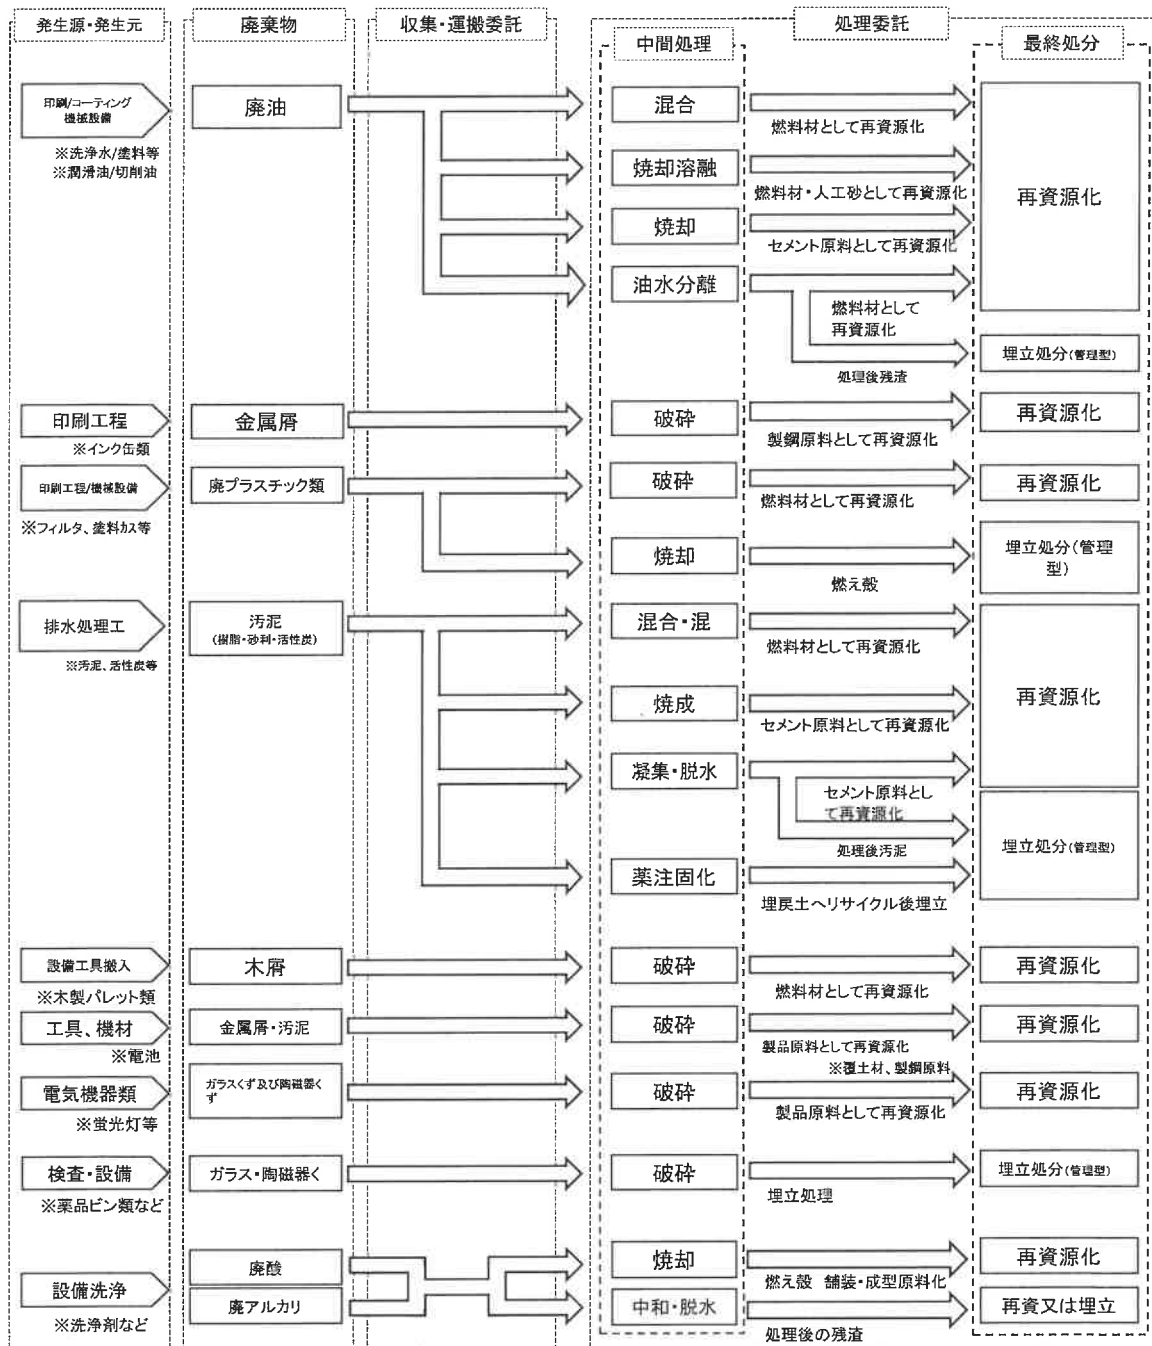 発生源・発生元
廃棄物
収集・運搬委託
処理委託
中間処理
最終処分
印刷/コーティング
機械設備
※洗浄水/塗料等
※潤滑油/切削油
廃油
混合
燃料材として再資源化
焼却溶融
燃料材・人工砂として再資源化
焼却
セメント原料として再資源化
油水分離
燃料材として
再資源化
処理後残渣
再資源化
埋立処分(管理型)
印刷工程
※インク缶類
金属屑
破砕
製鋼原料として再資源化
再資源化
印刷工程/機械設備
※フィルタ、塗料カス等
廃プラスチック類
破砕
燃料材として再資源化
再資源化
焼却
燃え殻
埋立処分(管理
型)
排水処理工
※汚泥、活性炭等
汚泥
(樹脂・砂利・活性炭)
混合・混
燃料材として再資源化
焼成
セメント原料として再資源化
凝集・脱水
セメント原料とし
て再資源化
処理後汚泥
薬注固化
埋戻土へリサイクル後埋立
再資源化
埋立処分(管理型)
設備工具搬入
※木製パレット類
木屑
破砕
燃料材として再資源化
再資源化
工具、機材
※電池
金属屑・汚泥
破砕
製品原料として再資源化
※覆土材、製鋼原料
再資源化
電気機器類
※蛍光灯等
ガラスくず及び陶磁器く
ず
破砕
製品原料として再資源化
再資源化
検査・設備
※薬品ビン類など
ガラス・陶磁器く
破砕
埋立処理
埋立処分(管理型)
設備洗浄
※洗浄剤など
廃酸
廃アルカリ
焼却
燃え殻 舗装・成型原料化
再資源化
中和・脱水
処理後の残渣
再資又は埋立